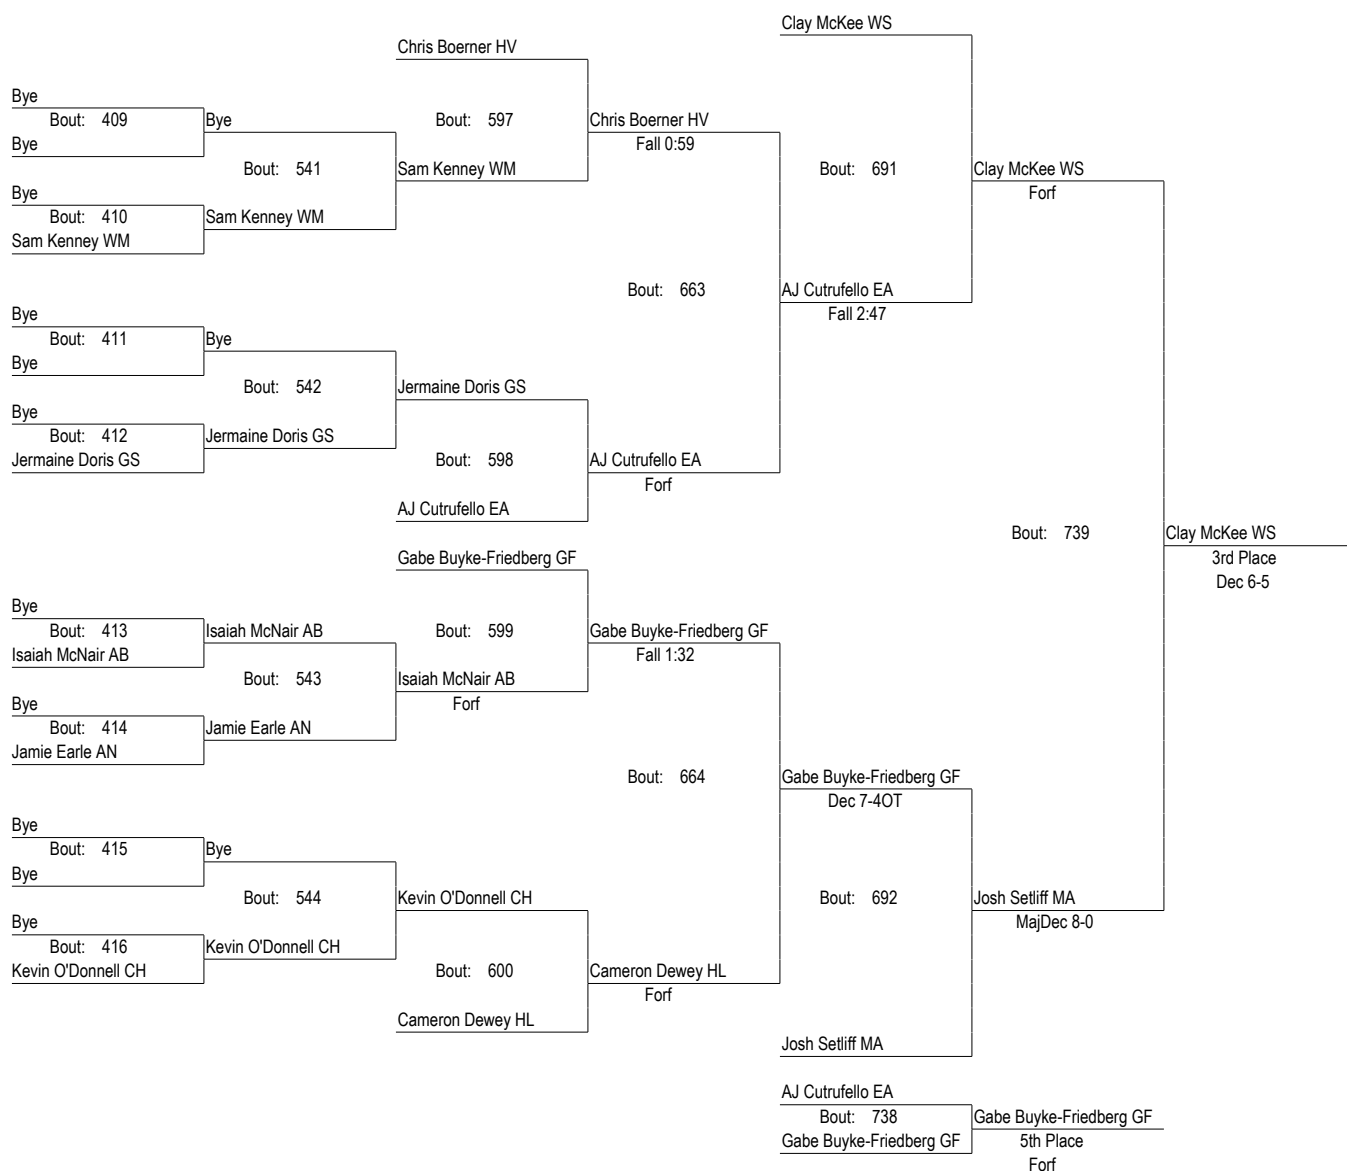 Clay McKee WS
Chris Boerner HV
Bye
Bout: 409
Bye
Bout: 597
Chris Boerner HV
Bye
Fall 0:59
Bout: 541
Sam Kenney WM
Bout: 691
Clay McKee WS
Bye
Forf
Bout: 410
Sam Kenney WM
Sam Kenney WM
Bout: 663
AJ Cutrufello EA
Bye
Fall 2:47
Bout: 411
Bye
Bye
Bout: 542
Jermaine Doris GS
Bye
Bout: 412
Jermaine Doris GS
Jermaine Doris GS
Bout: 598
AJ Cutrufello EA
Forf
AJ Cutrufello EA
Bout: 739
Clay McKee WS
Gabe Buyke-Friedberg GF
3rd Place
Dec 6-5
Bye
Bout: 413
Isaiah McNair AB
Bout: 599
Gabe Buyke-Friedberg GF
Isaiah McNair AB
Fall 1:32
Bout: 543
Isaiah McNair AB
Bye
Forf
Bout: 414
Jamie Earle AN
Jamie Earle AN
Bout: 664
Gabe Buyke-Friedberg GF
Dec 7-4OT
Bye
Bout: 415
Bye
Bye
Bout: 544
Kevin O'Donnell CH
Bout: 692
Josh Setliff MA
Bye
MajDec 8-0
Bout: 416
Kevin O'Donnell CH
Kevin O'Donnell CH
Bout: 600
Cameron Dewey HL
Forf
Cameron Dewey HL
Josh Setliff MA
AJ Cutrufello EA
Bout: 738
Gabe Buyke-Friedberg GF
Gabe Buyke-Friedberg GF
5th Place
Forf